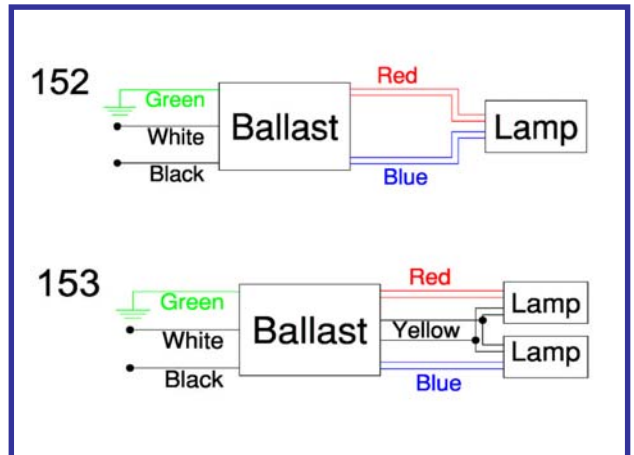 152
Green
White
Black
Ballast
Red
Blue
Lamp
153
Green
White
Black
Ballast
Red
Yellow
Blue
Lamp
Lamp